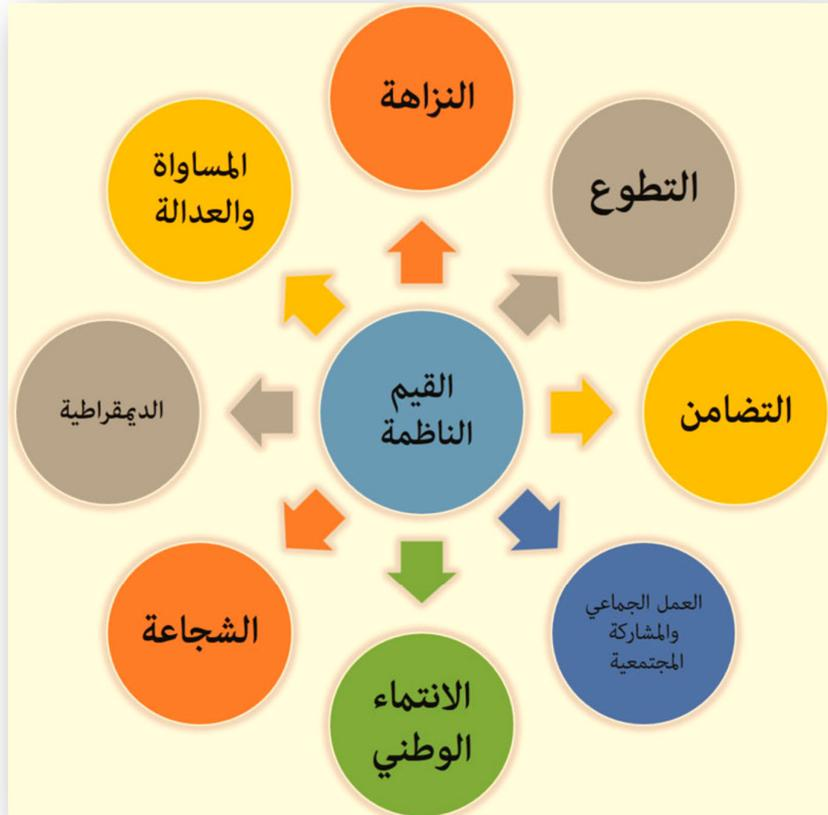 القيم
الناظمة
النزاهة
التطوع
التضامن
العمل الجماعي
والمشاركة
المجتمعية
الانتماء
الوطني
الشجاعة
الديمقراطية
المساواة
والعدالة